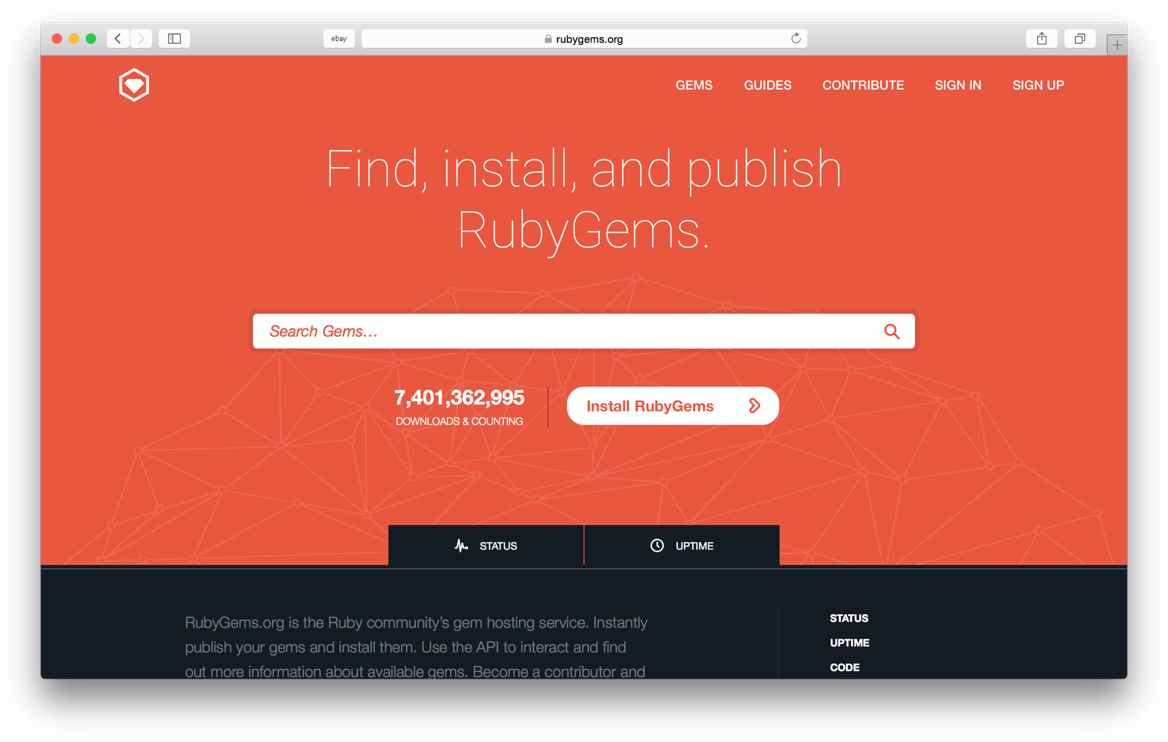 ebay
rubygems.org
GEMS GUIDES CONTRIBUTE SIGN IN SIGN UP
Find, install, and publish
RubyGems.
Search Gems…
7,401,362,995
DOWNLOADS & COUNTING
Install RubyGems
STATUS
UPTIME
RubyGems.org is the Ruby community's gem hosting service. Instantly
publish your gems and install them. Use the API to interact and find
out more information about available gems. Become a contributor and
STATUS
UPTIME
CODE